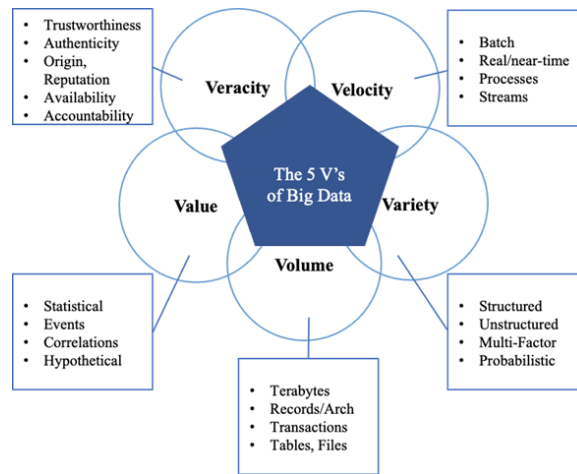 • Trustworthiness
• Authenticity
• Origin,
Reputation
• Availability
• Accountability
Veracity
Velocity
• Batch
• Real/near-time
• Processes
• Streams
The 5 V's
of Big Data
Value
Variety
Volume
• Statistical
• Events
• Correlations
• Hypothetical
• Structured
• Unstructured
• Multi-Factor
• Probabilistic
• Terabytes
• Records/Arch
• Transactions
• Tables, Files